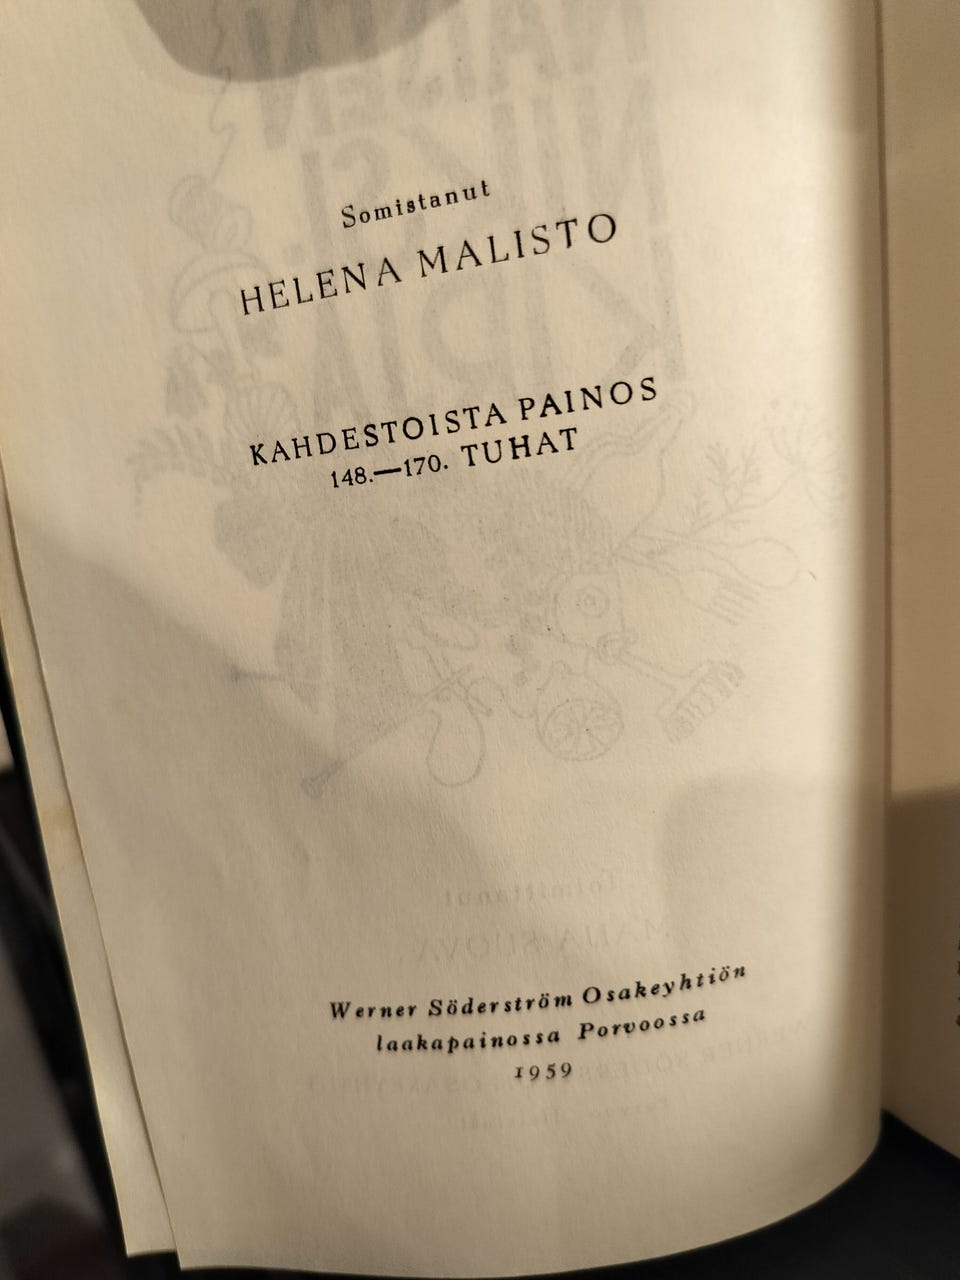 Somistanut
HELENA MALISTO
KAHDESTOISTA PAINOS
148.—170. TUHAT
Werner Söderström Osakeyhtiön
laakapainossa Porvoossa
1959